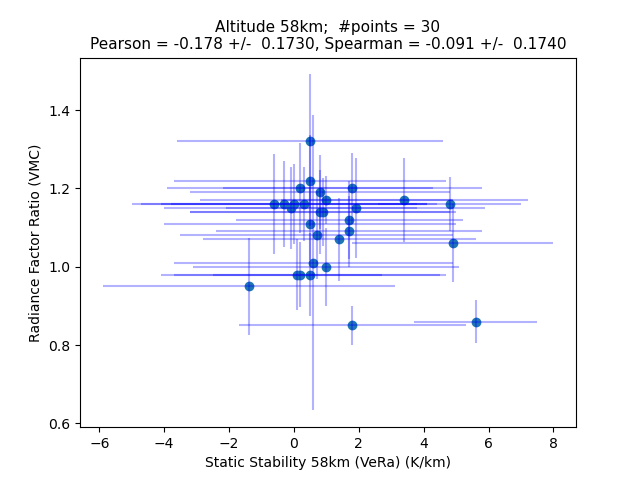 Altitude 58km;  #points = 30
Pearson = -0.178 +/-  0.1730, Spearman = -0.091 +/-  0.1740
1.4
1.2
1.0
0.8
0.6
Radiance Factor Ratio (VMC)
−6 −4 −2 0 2 4 6 8
Static Stability 58km (VeRa) (K/km)